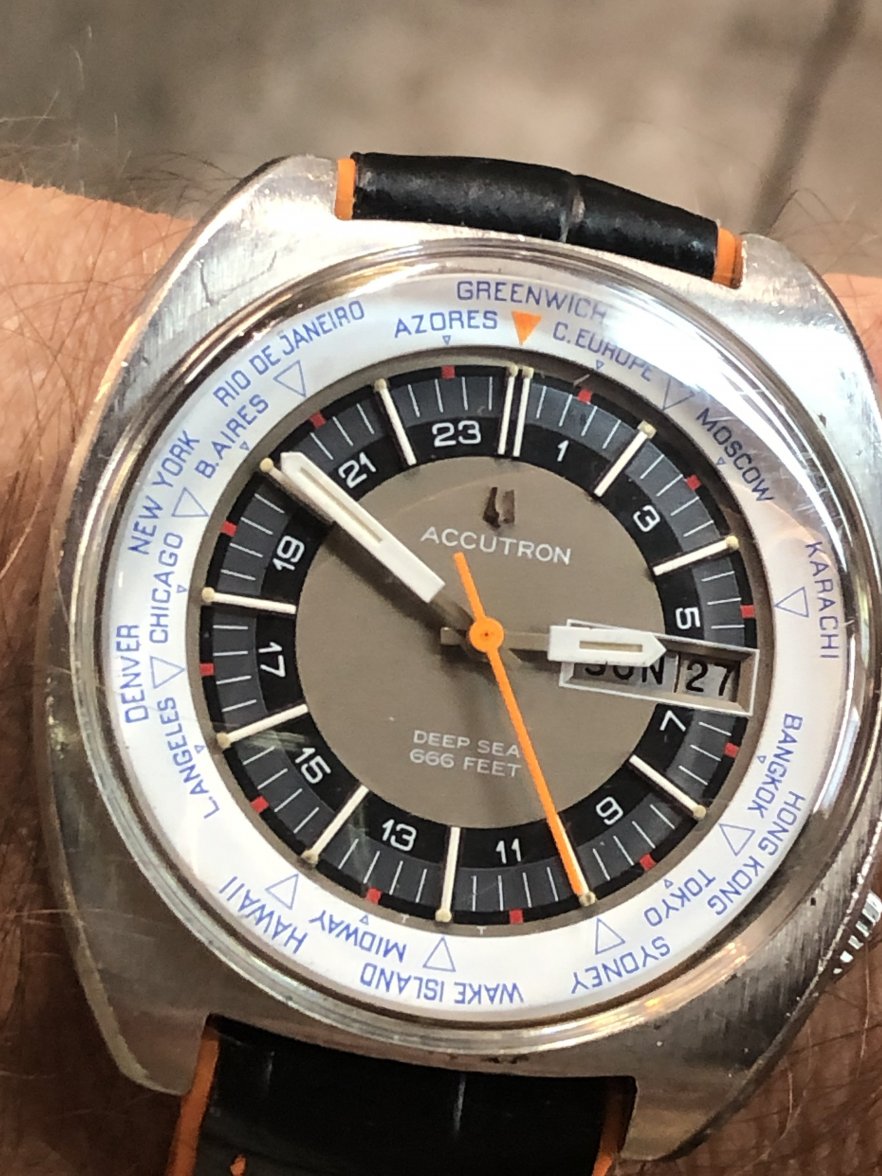 GREENWICH
AZORES
C. EUROPE
MOSCOW
KARACHI
BANGKOK
HONG KONG
TOKYO
SYDNEY
WAKE ISLAND
MIDWAY
HAWAII
L ANGELES
DENVER
CHICAGO
NEW YORK
B. AIRES
RIO DE JANEIRO
1
3
5
7
9
11
13
15
17
19
21
23
ACCUTRON
SUN 27
DEEP SEA
666 FEET